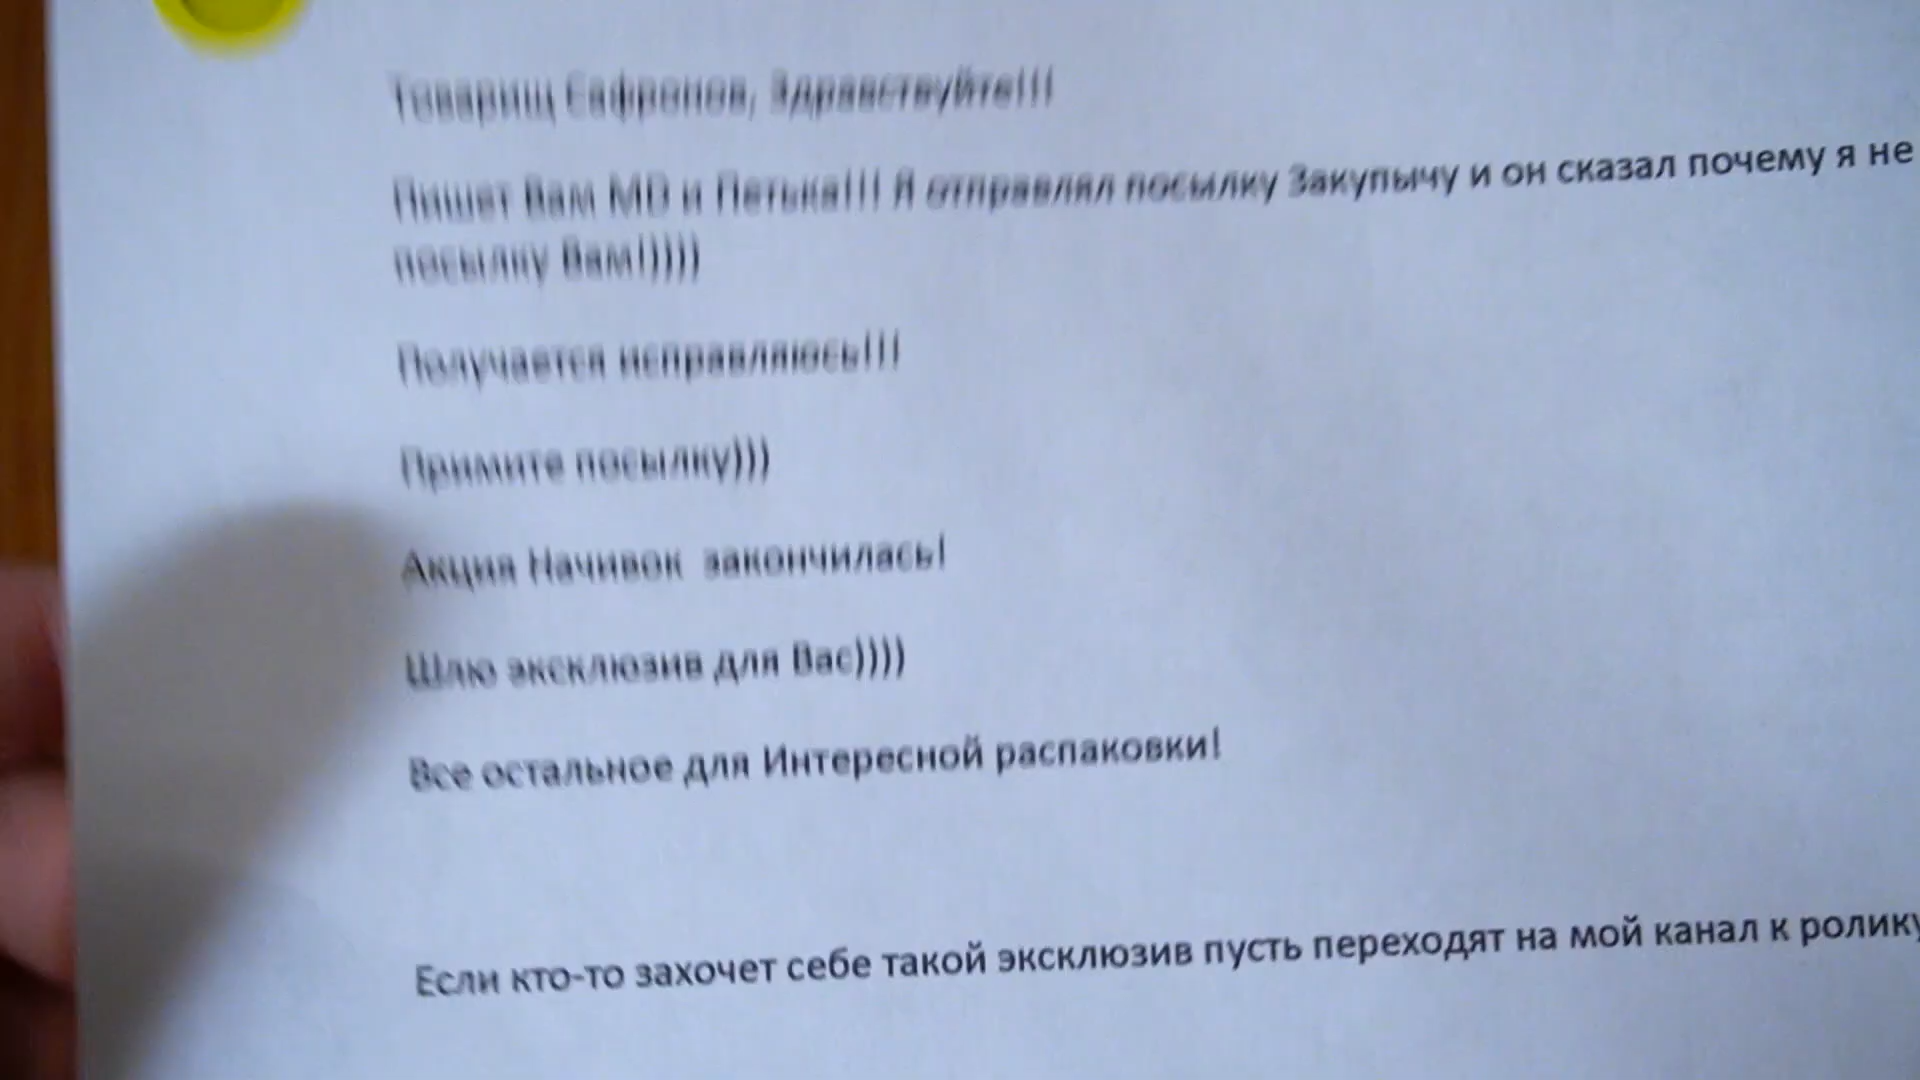 Товарищ Сафронов, Здравствуйте!!!
Пишет Вам MD и Петька!!! Я отправлял посылку Закупычу и он сказал почему я не
посылку Вам!))))
Получается исправляюсь!!!
Примите посылку)))
Акция Начивок закончилась!
Шлю эксклюзив для Вас))))
Все остальное для Интересной распаковки!
Если кто-то захочет себе такой эксклюзив пусть переходят на мой канал к ролику